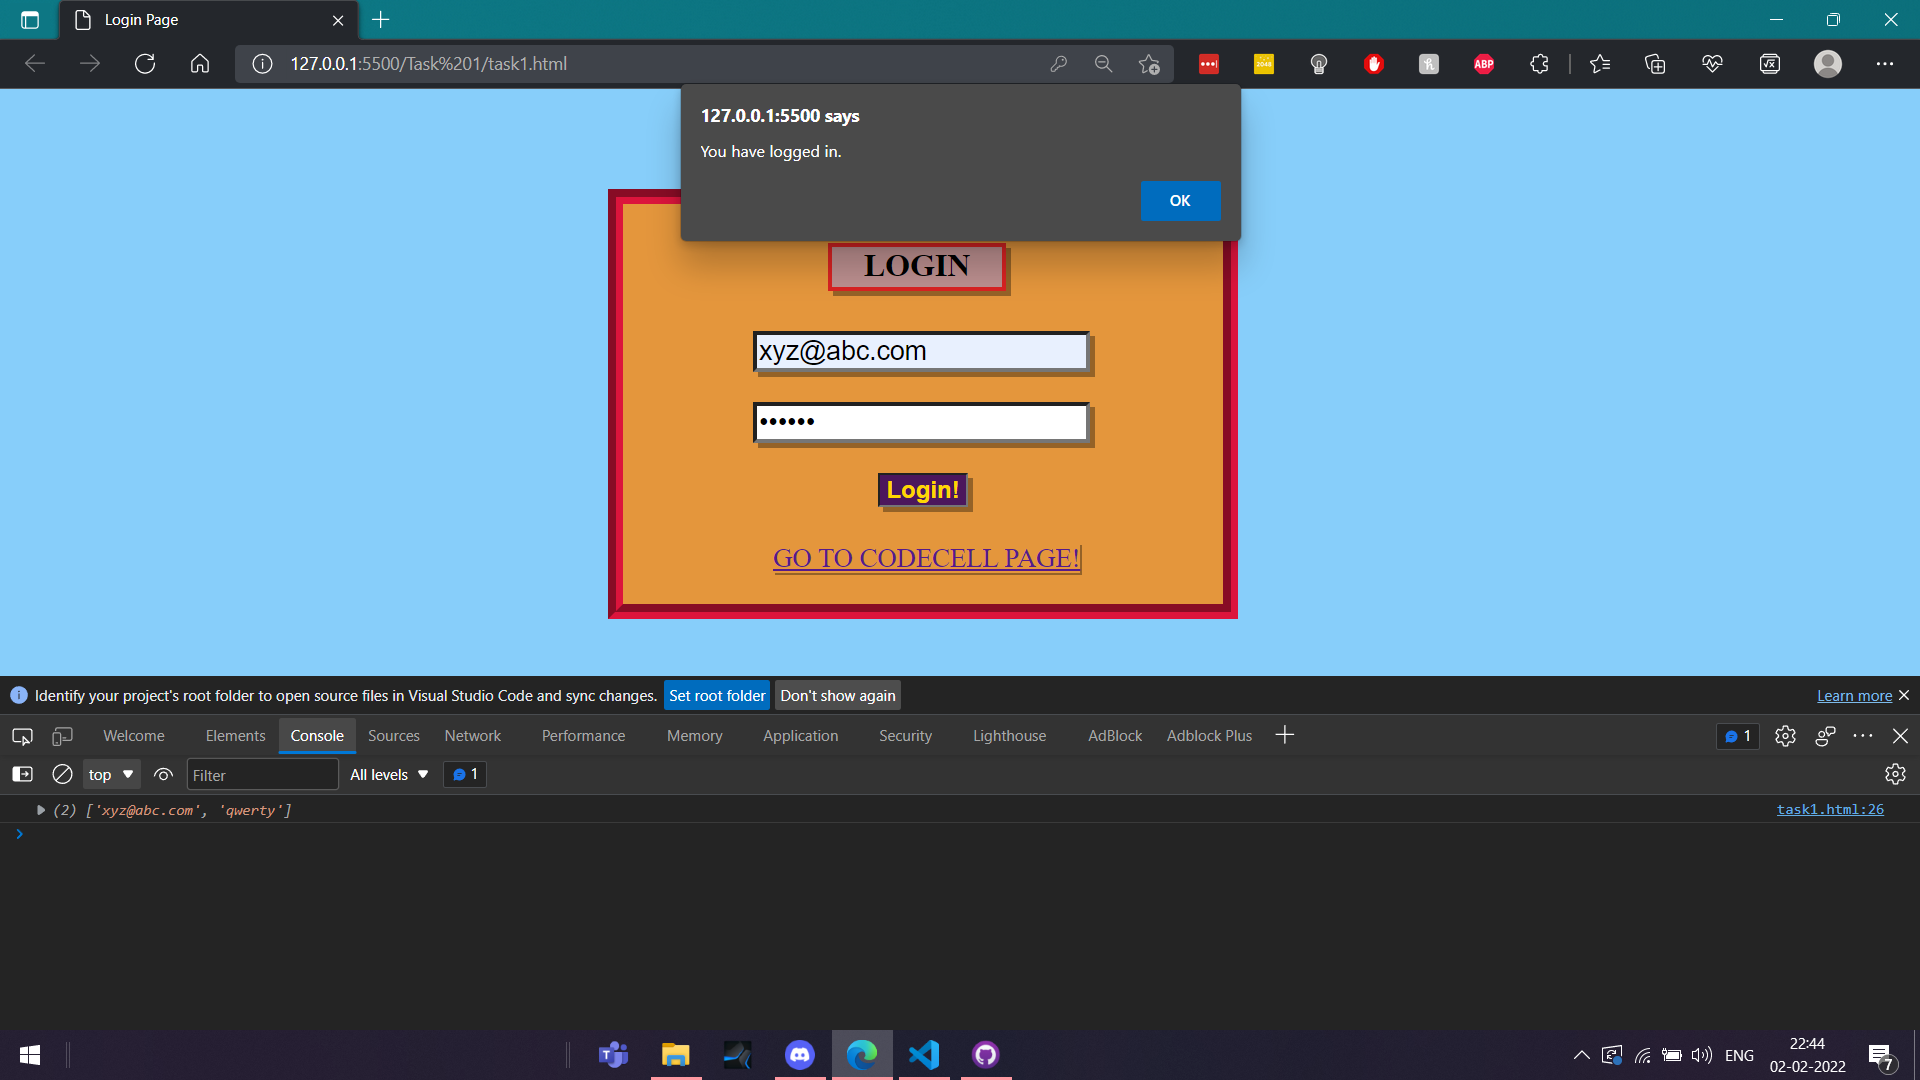 Login Page
127.0.0.1:5500/Task%201/task1.html
2048
ABP
127.0.0.1:5500 says
You have logged in.
OK
LOGIN
xyz@abc.com
••••••
Login!
GO TO CODECELL PAGE!
Identify your project's root folder to open source files in Visual Studio Code and sync changes. Set root folder Don't show again Learn more
Welcome Elements Console Sources Network Performance Memory Application Security Lighthouse AdBlock Adblock Plus 1
top Filter All levels 1
(2) ['xyz@abc.com', 'qwerty'] task1.html:26
ENG
22:44
02-02-2022
7